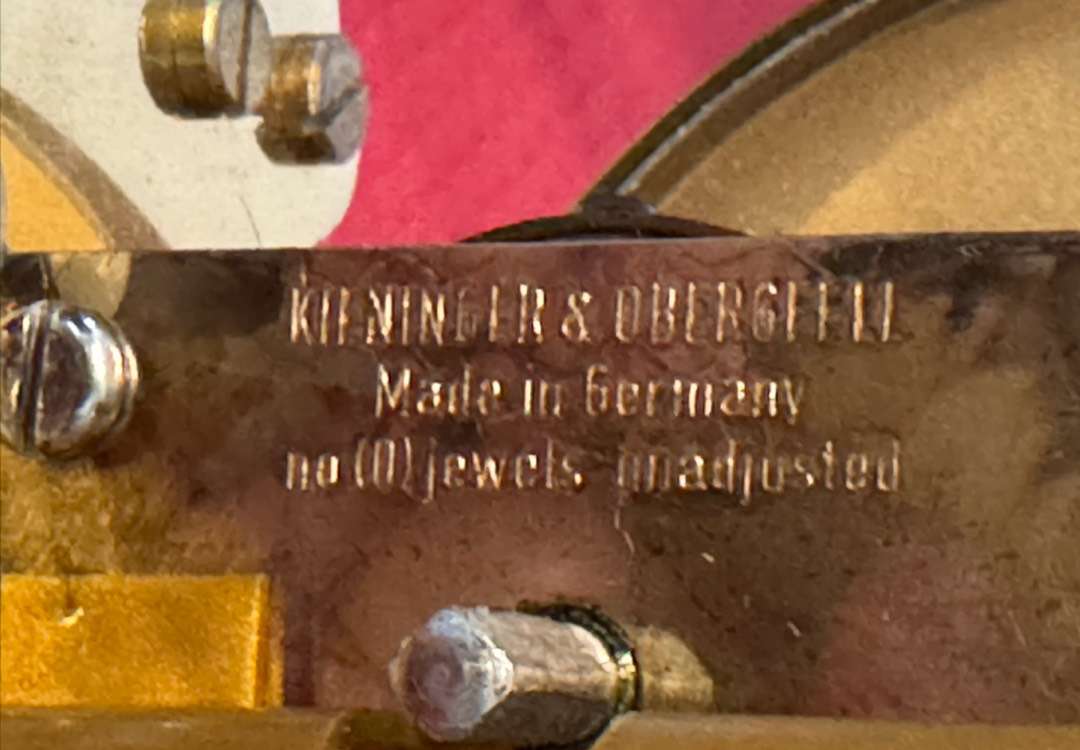 KIENINGER & OBERGFELL
Made in Germany
no (0) jewels unadjusted